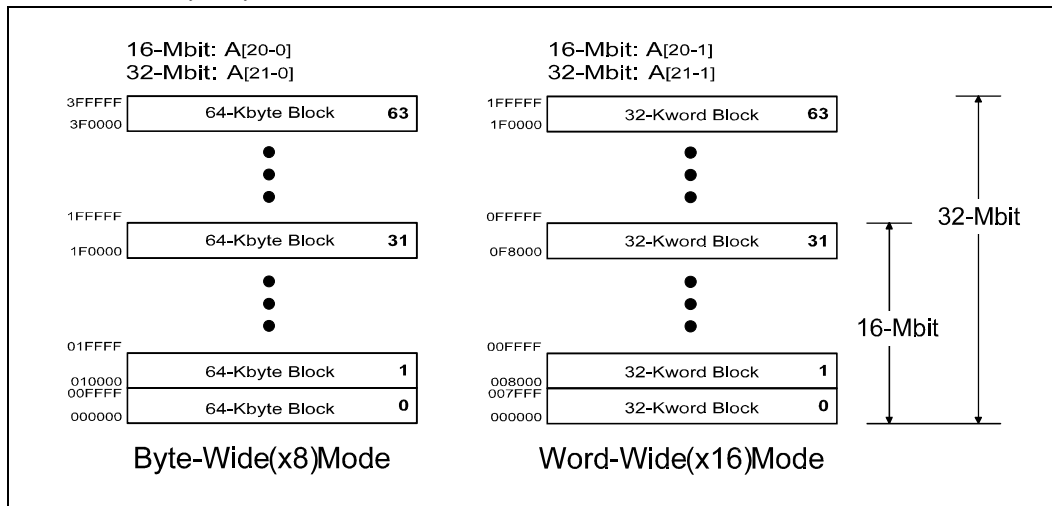 16-Mbit: A[20-0]
32-Mbit: A[21-0]
3FFFFF
3F0000
64-Kbyte Block 63
1FFFFF
1F0000
64-Kbyte Block 31
01FFFF
010000
64-Kbyte Block 1
00FFFF
000000
64-Kbyte Block 0
Byte-Wide(x8)Mode
16-Mbit: A[20-1]
32-Mbit: A[21-1]
1FFFFF
1F0000
32-Kword Block 63
0FFFFF
0F8000
32-Kword Block 31
00FFFF
008000
32-Kword Block 1
007FFF
000000
32-Kword Block 0
Word-Wide(x16)Mode
16-Mbit
32-Mbit